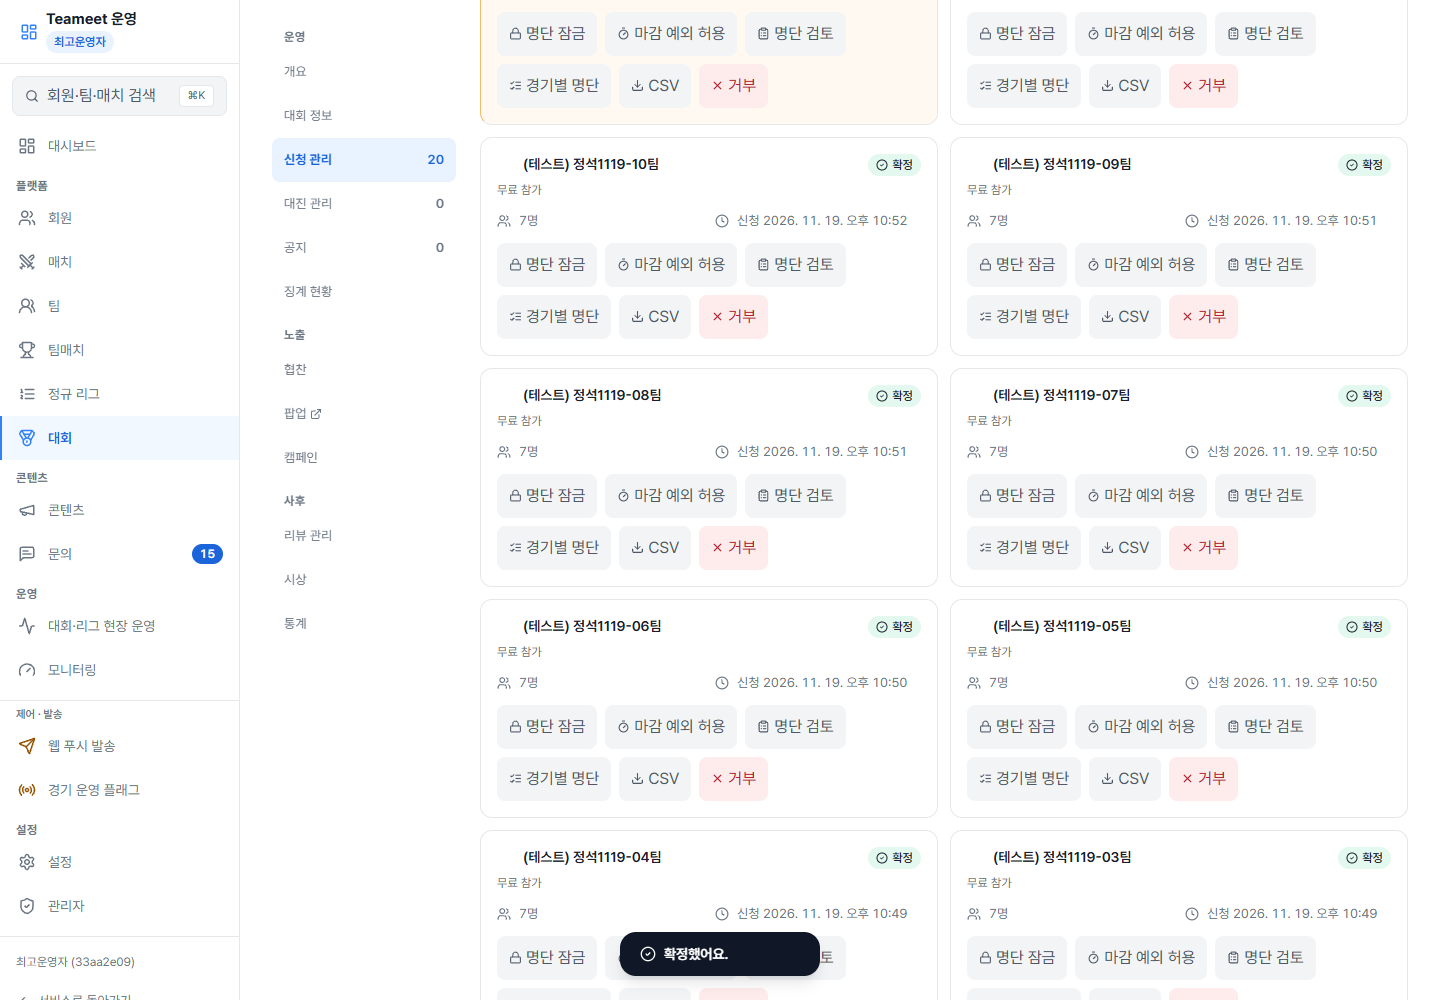 Teameet 운영
최고운영자
회원·팀·매치 검색
⌘K
대시보드
플랫폼
회원
매치
팀
팀매치
정규 리그
대회
콘텐츠
콘텐츠
문의
15
운영
대회·리그 현장 운영
모니터링
제어 · 발송
웹 푸시 발송
경기 운영 플래그
설정
설정
관리자
최고운영자 (33aa2e09)
운영
개요
대회 정보
신청 관리 20
대진 관리 0
공지 0
징계 현황
노출
협찬
팝업
캠페인
사후
리뷰 관리
시상
통계
명단 잠금 마감 예외 허용 명단 검토
경기별 명단 CSV 거부
명단 잠금 마감 예외 허용 명단 검토
경기별 명단 CSV 거부
(테스트) 정석1119-10팀 확정
무료 참가
7명 신청 2026. 11. 19. 오후 10:52
명단 잠금 마감 예외 허용 명단 검토
경기별 명단 CSV 거부
(테스트) 정석1119-09팀 확정
무료 참가
7명 신청 2026. 11. 19. 오후 10:51
명단 잠금 마감 예외 허용 명단 검토
경기별 명단 CSV 거부
(테스트) 정석1119-08팀 확정
무료 참가
7명 신청 2026. 11. 19. 오후 10:51
명단 잠금 마감 예외 허용 명단 검토
경기별 명단 CSV 거부
(테스트) 정석1119-07팀 확정
무료 참가
7명 신청 2026. 11. 19. 오후 10:50
명단 잠금 마감 예외 허용 명단 검토
경기별 명단 CSV 거부
(테스트) 정석1119-06팀 확정
무료 참가
7명 신청 2026. 11. 19. 오후 10:50
명단 잠금 마감 예외 허용 명단 검토
경기별 명단 CSV 거부
(테스트) 정석1119-05팀 확정
무료 참가
7명 신청 2026. 11. 19. 오후 10:50
명단 잠금 마감 예외 허용 명단 검토
경기별 명단 CSV 거부
(테스트) 정석1119-04팀 확정
무료 참가
7명 신청 2026. 11. 19. 오후 10:49
명단 잠금 토
(테스트) 정석1119-03팀 확정
무료 참가
7명 신청 2026. 11. 19. 오후 10:49
명단 잠금 마감 예외 허용 명단 검토
확정했어요.